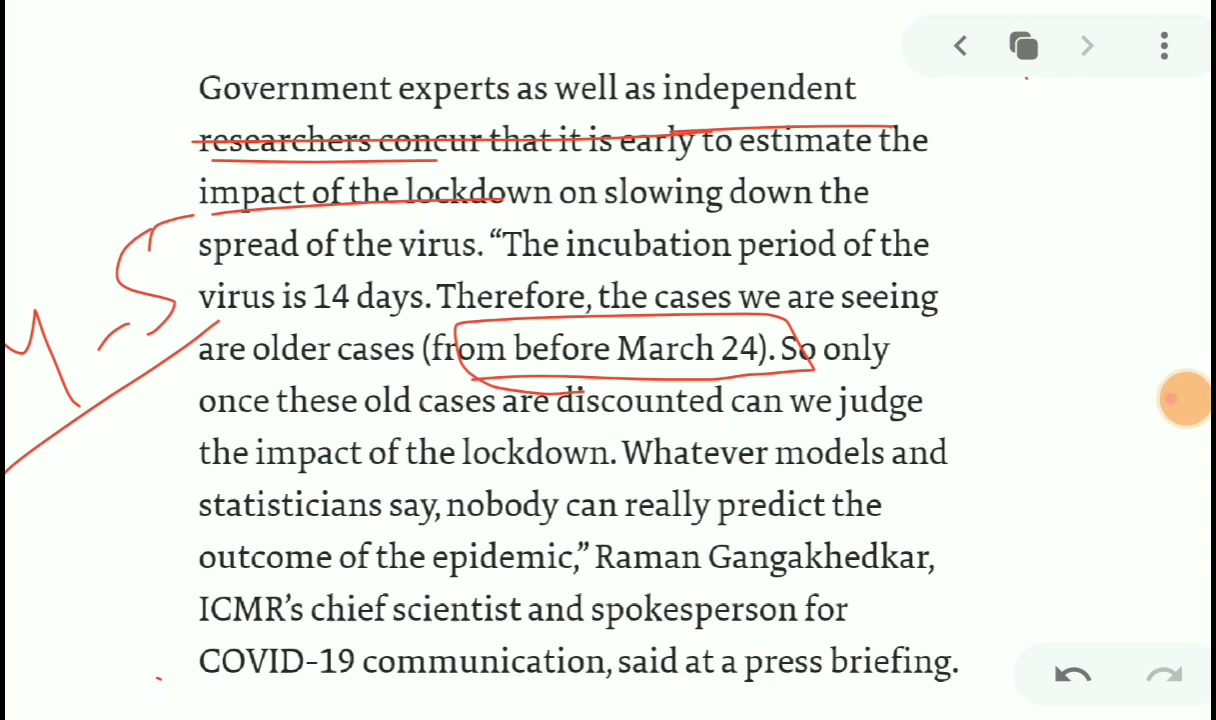 Government experts as well as independent
researchers concur that it is early to estimate the
impact of the lockdown on slowing down the
spread of the virus. “The incubation period of the
virus is 14 days. Therefore, the cases we are seeing
are older cases (from before March 24). So only
once these old cases are discounted can we judge
the impact of the lockdown. Whatever models and
statisticians say, nobody can really predict the
outcome of the epidemic,” Raman Gangakhedkar,
ICMR’s chief scientist and spokesperson for
COVID-19 communication, said at a press briefing.